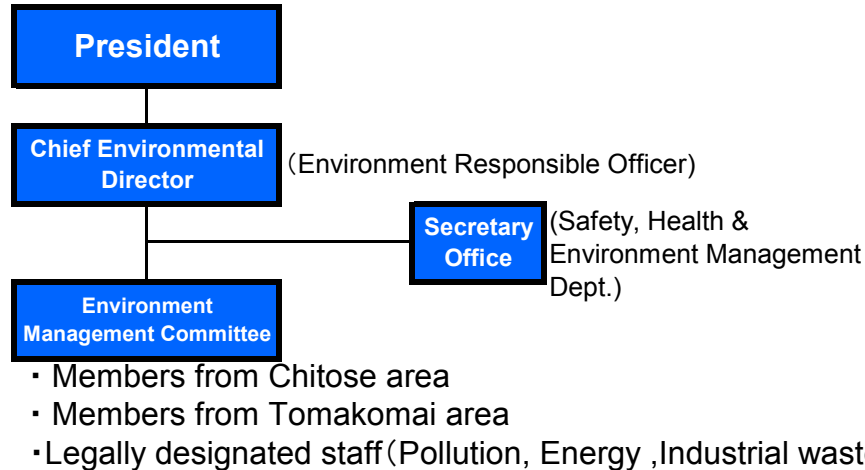 President
Chief Environmental
Director
（Environment Responsible Officer)
Secretary
Office
(Safety, Health &
Environment Management
Dept.)
Environment
Management Committee
・Members from Chitose area
・Members from Tomakomai area
・Legally designated staff（Pollution, Energy ,Industrial wast